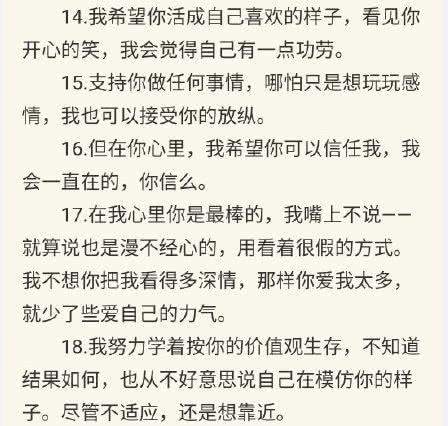 14.我希望你活成自己喜欢的样子，看见你
开心的笑，我会觉得自己有一点功劳。
15.支持你做任何事情，哪怕只是想玩玩感
情，我也可以接受你的放纵。
16.但在你心里，我希望你可以信任我，我
会一直在的，你信么。
17.在我心里你是最棒的，我嘴上不说——
就算说也是漫不经心的，用看着很假的方式。
我不想你把我看得多深情，那样你爱我太多，
就少了些爱自己的力气。
18.我努力学着按你的价值观生存，不知道
结果如何，也从不好意思说自己在模仿你的样
子。尽管不适应，还是想靠近。